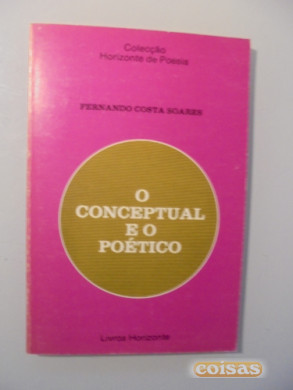 Colecção
Horizonte de Poesia
FERNANDO COSTA SOARES
O
CONCEPTUAL
E O
POÉTICO
Livros Horizonte
coisas